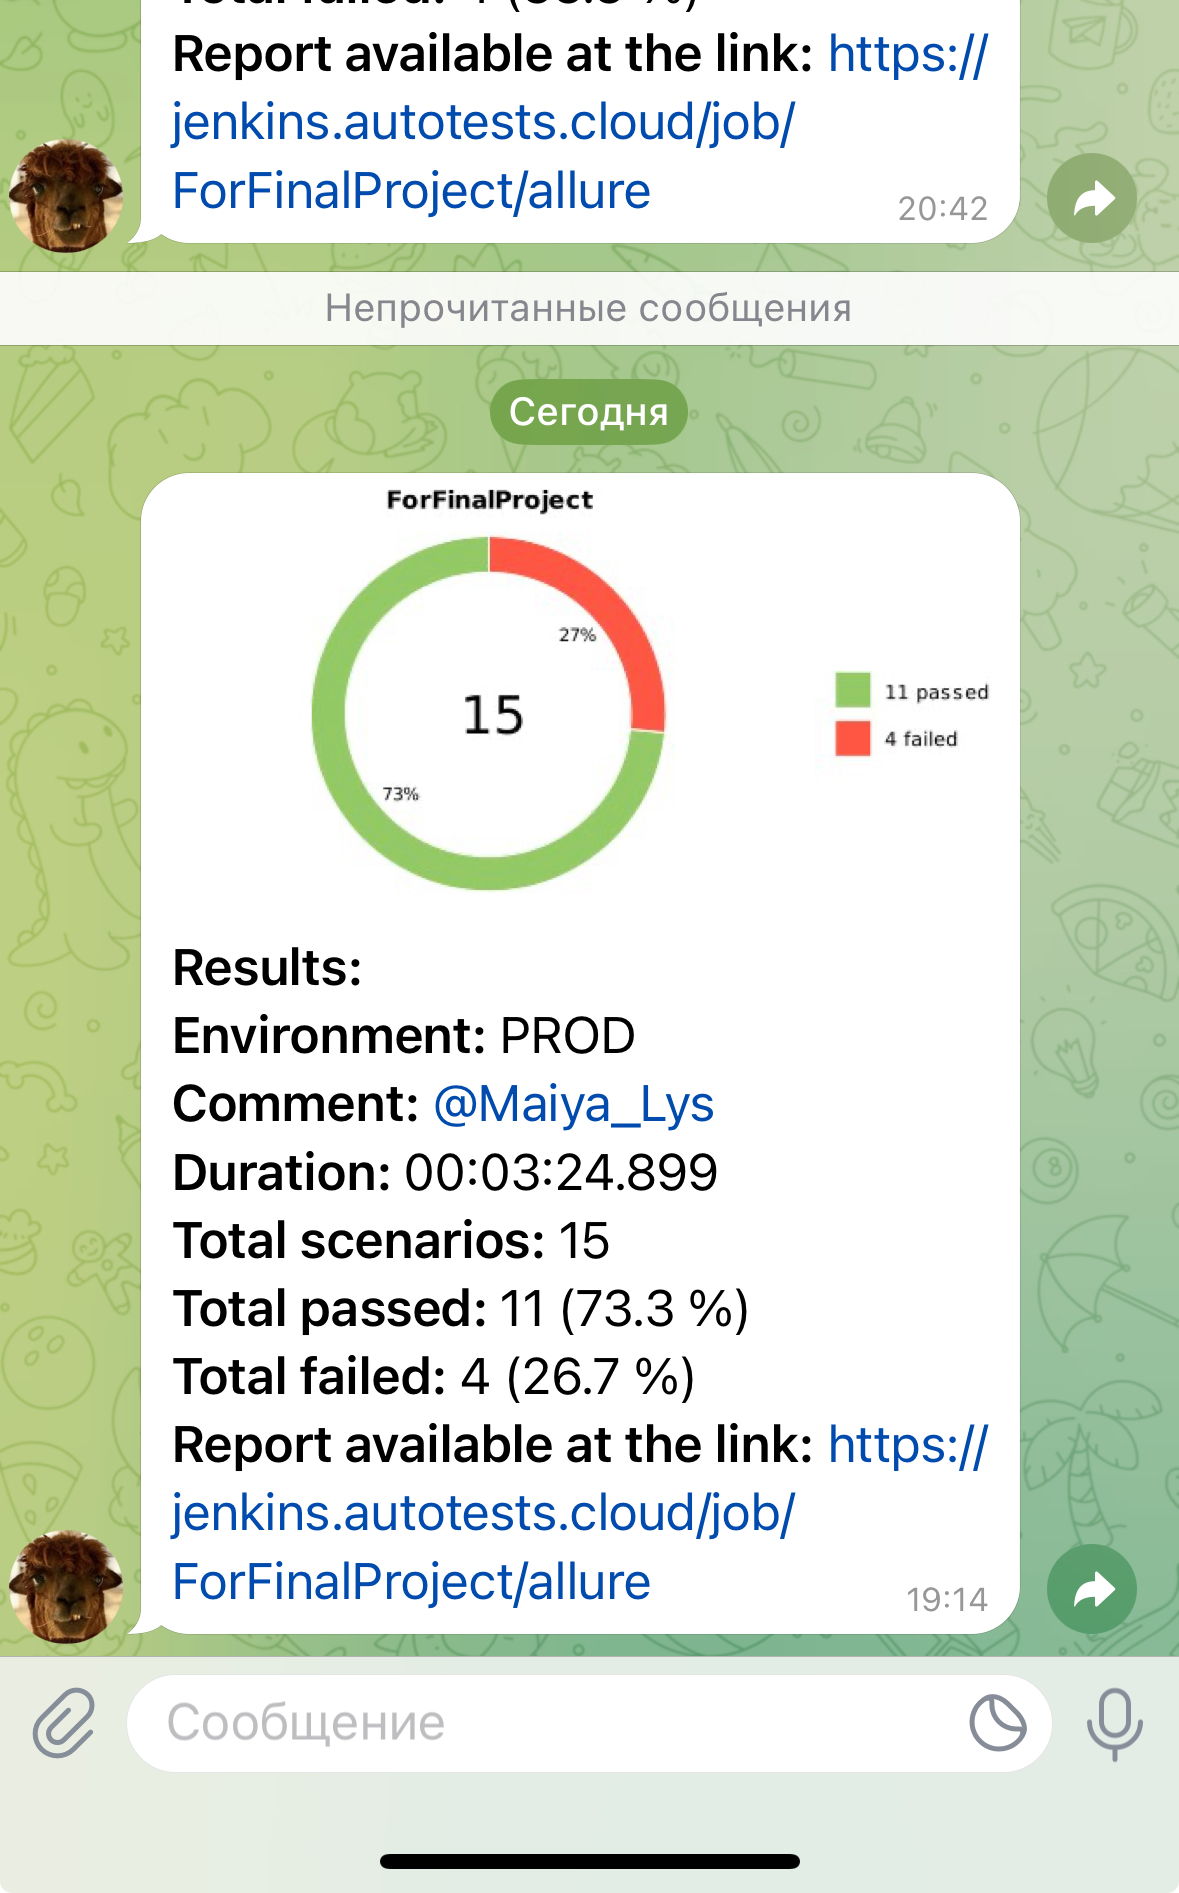 Report available at the link: https://
jenkins.autotests.cloud/job/
ForFinalProject/allure
20:42
Непрочитанные сообщения
Сегодня
ForFinalProject
27%
15
73%
11 passed
4 failed
Results:
Environment: PROD
Comment: @Maiya_Lys
Duration: 00:03:24.899
Total scenarios: 15
Total passed: 11 (73.3 %)
Total failed: 4 (26.7 %)
Report available at the link: https://
jenkins.autotests.cloud/job/
ForFinalProject/allure
19:14
Сообщение